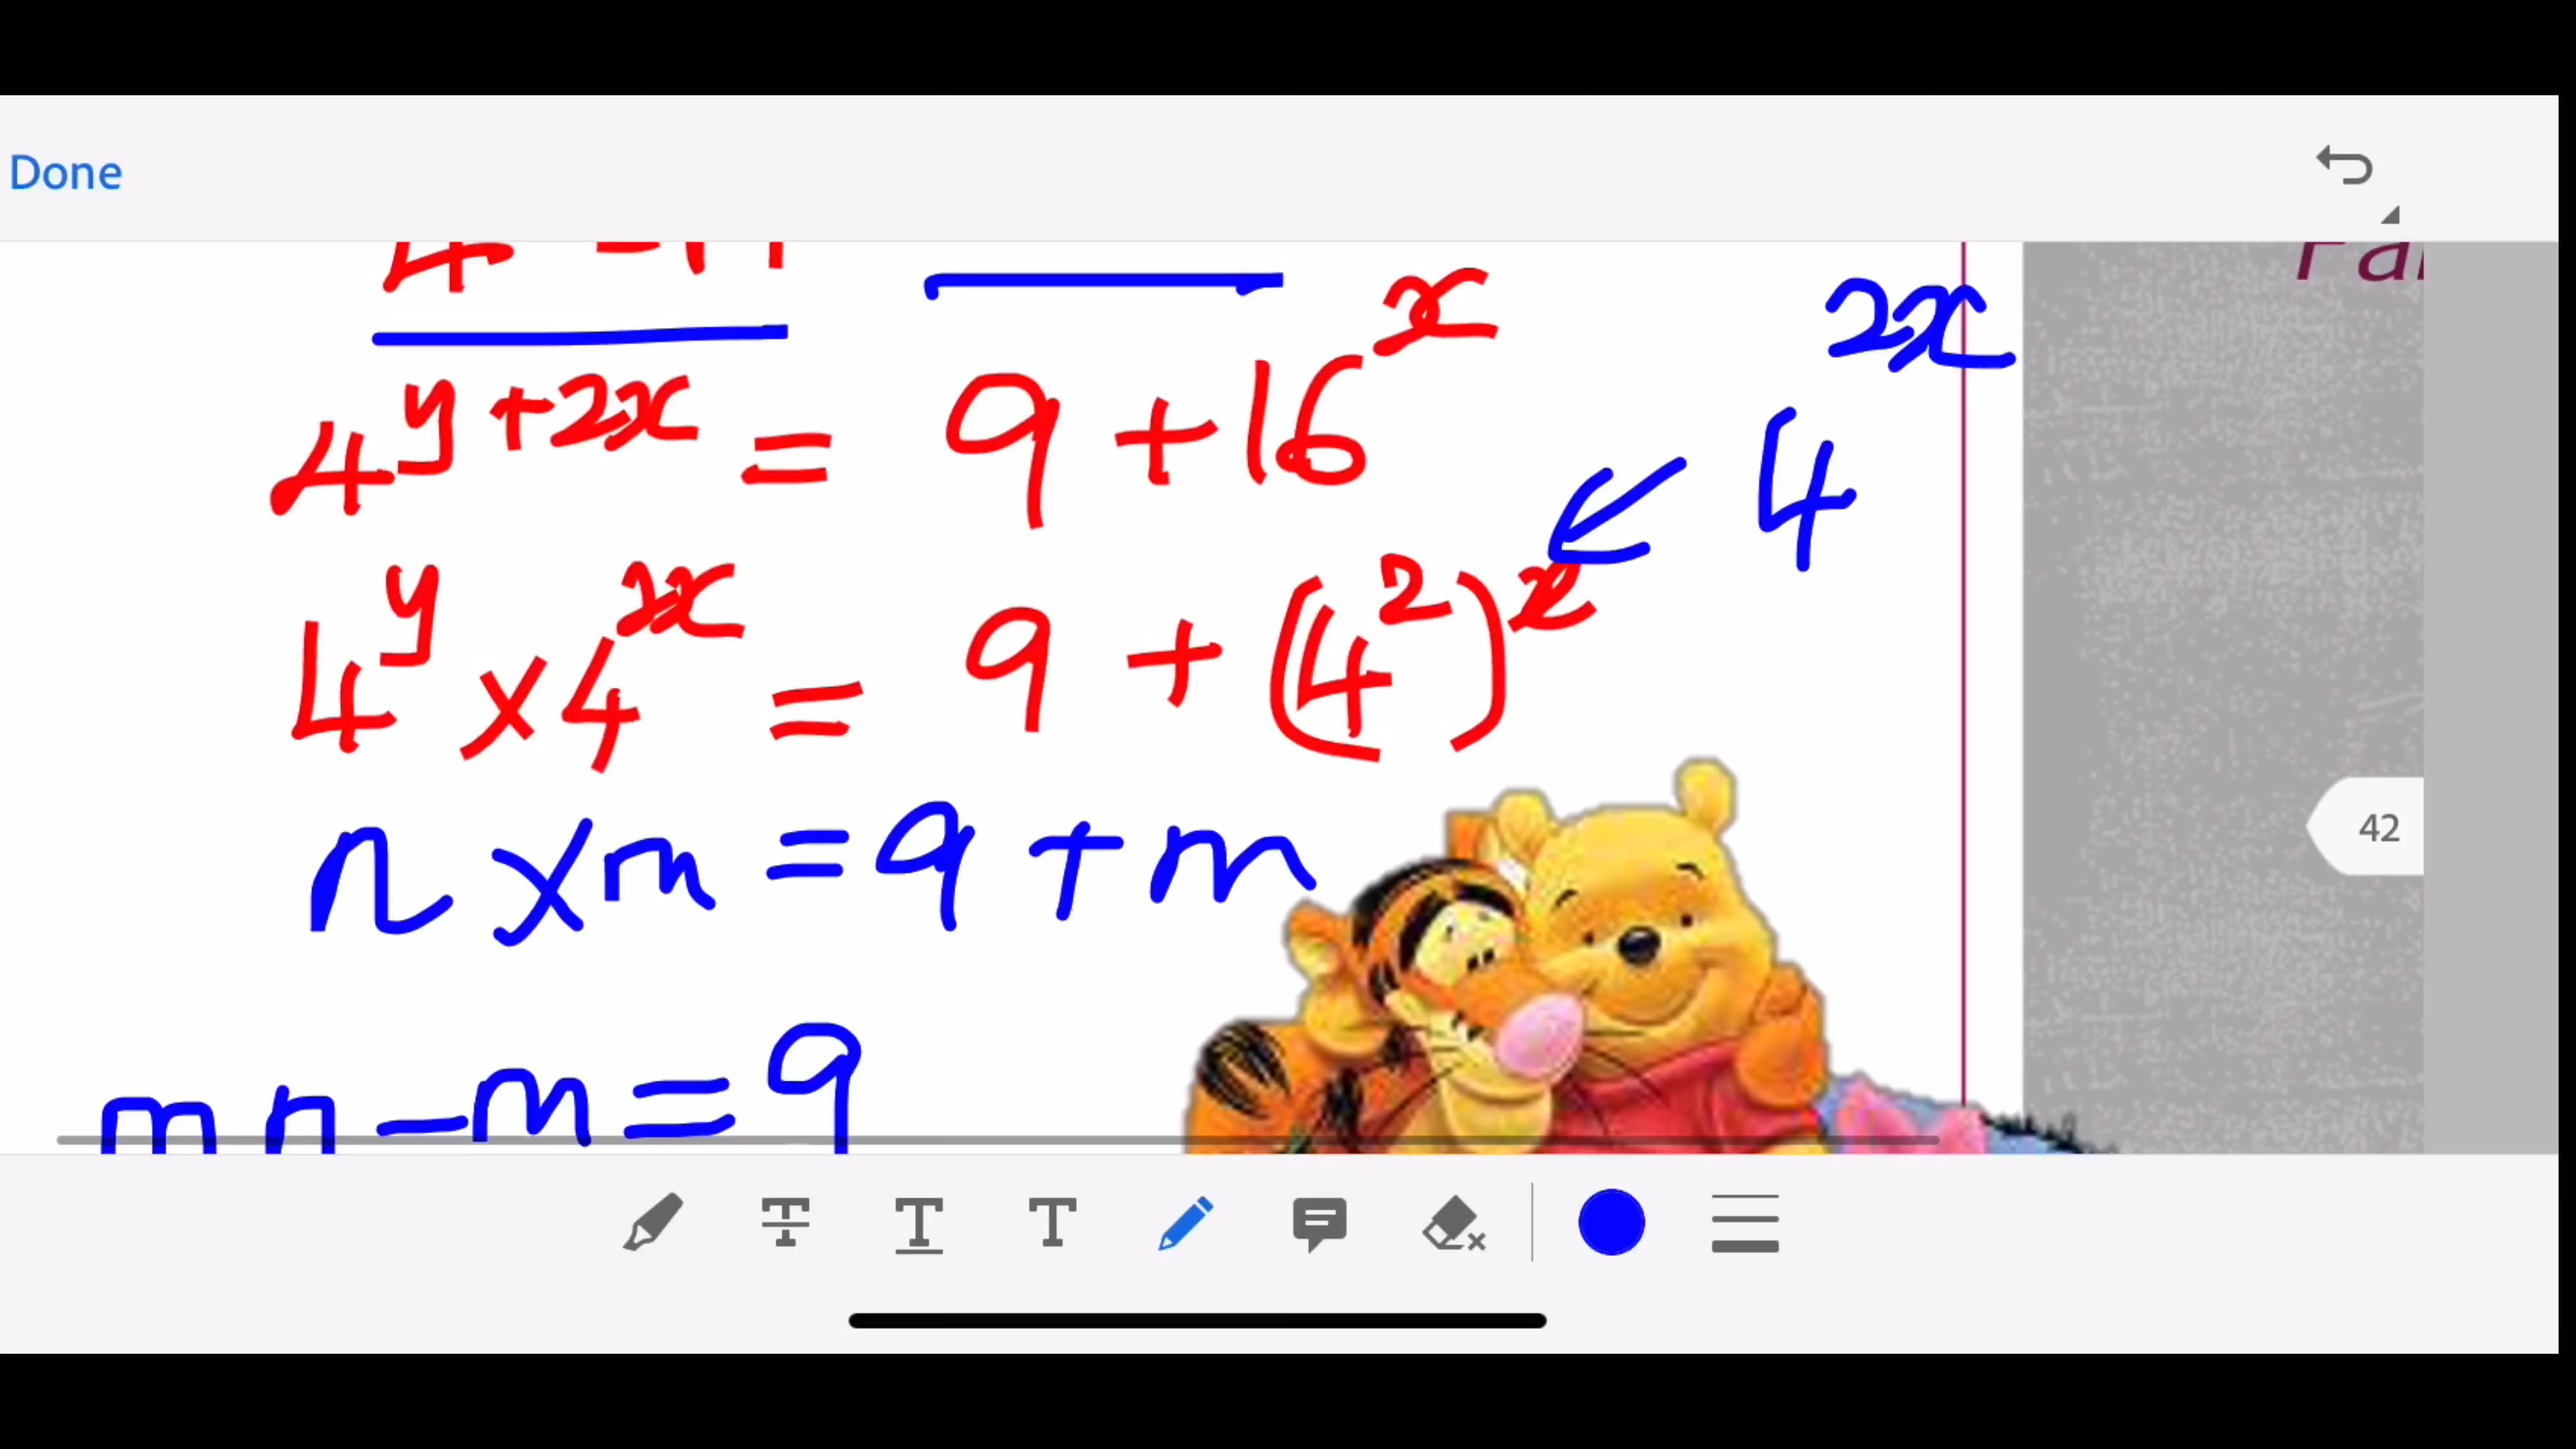 Done
4^{y+2x} = 9 + 16^x
4^{2x}
4^y × 4^{2x} = 9 + (4^2)^x
n × m = 9 + m
42
mn - m = 9
T T T